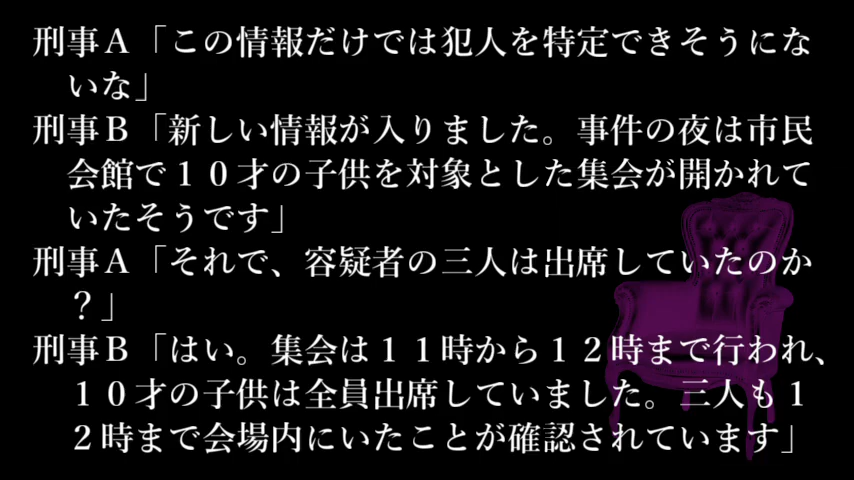 刑事Ａ「この情報だけでは犯人を特定できそうにな
いな」
刑事Ｂ「新しい情報が入りました。事件の夜は市民
会館で１０才の子供を対象とした集会が開かれて
いたそうです」
刑事Ａ「それで、容疑者の三人は出席していたのか
？」
刑事Ｂ「はい。集会は１１時から１２時まで行われ、
１０才の子供は全員出席していました。三人も１
２時まで会場内にいたことが確認されています」